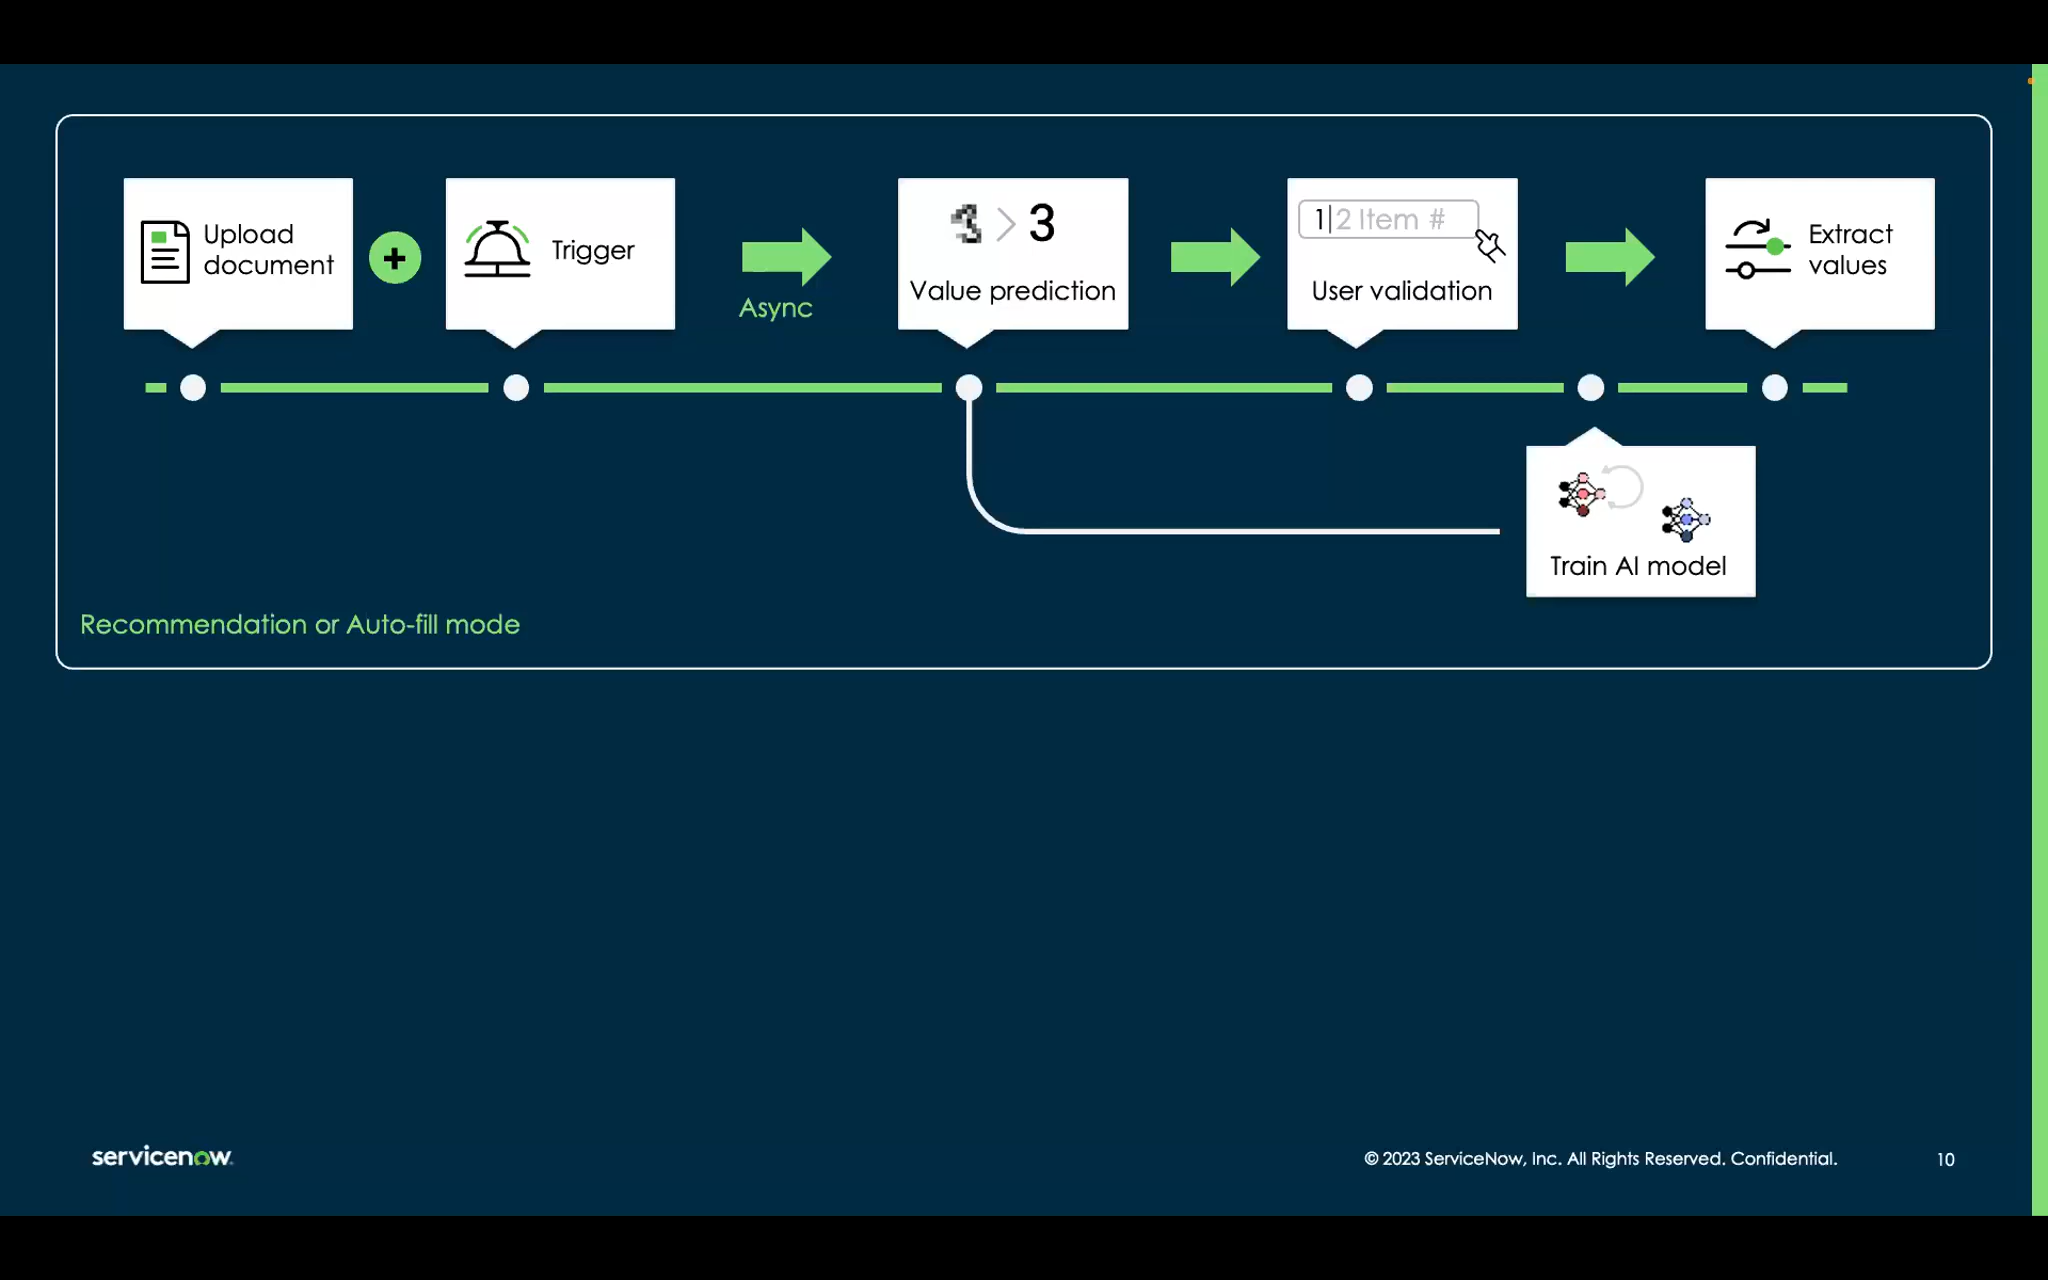 Upload
document
+
Trigger
Async
3 > 3
Value prediction
1|2 Item #
User validation
Extract
values
Train AI model
Recommendation or Auto-fill mode
servicenow
© 2023 ServiceNow, Inc. All Rights Reserved. Confidential.
10